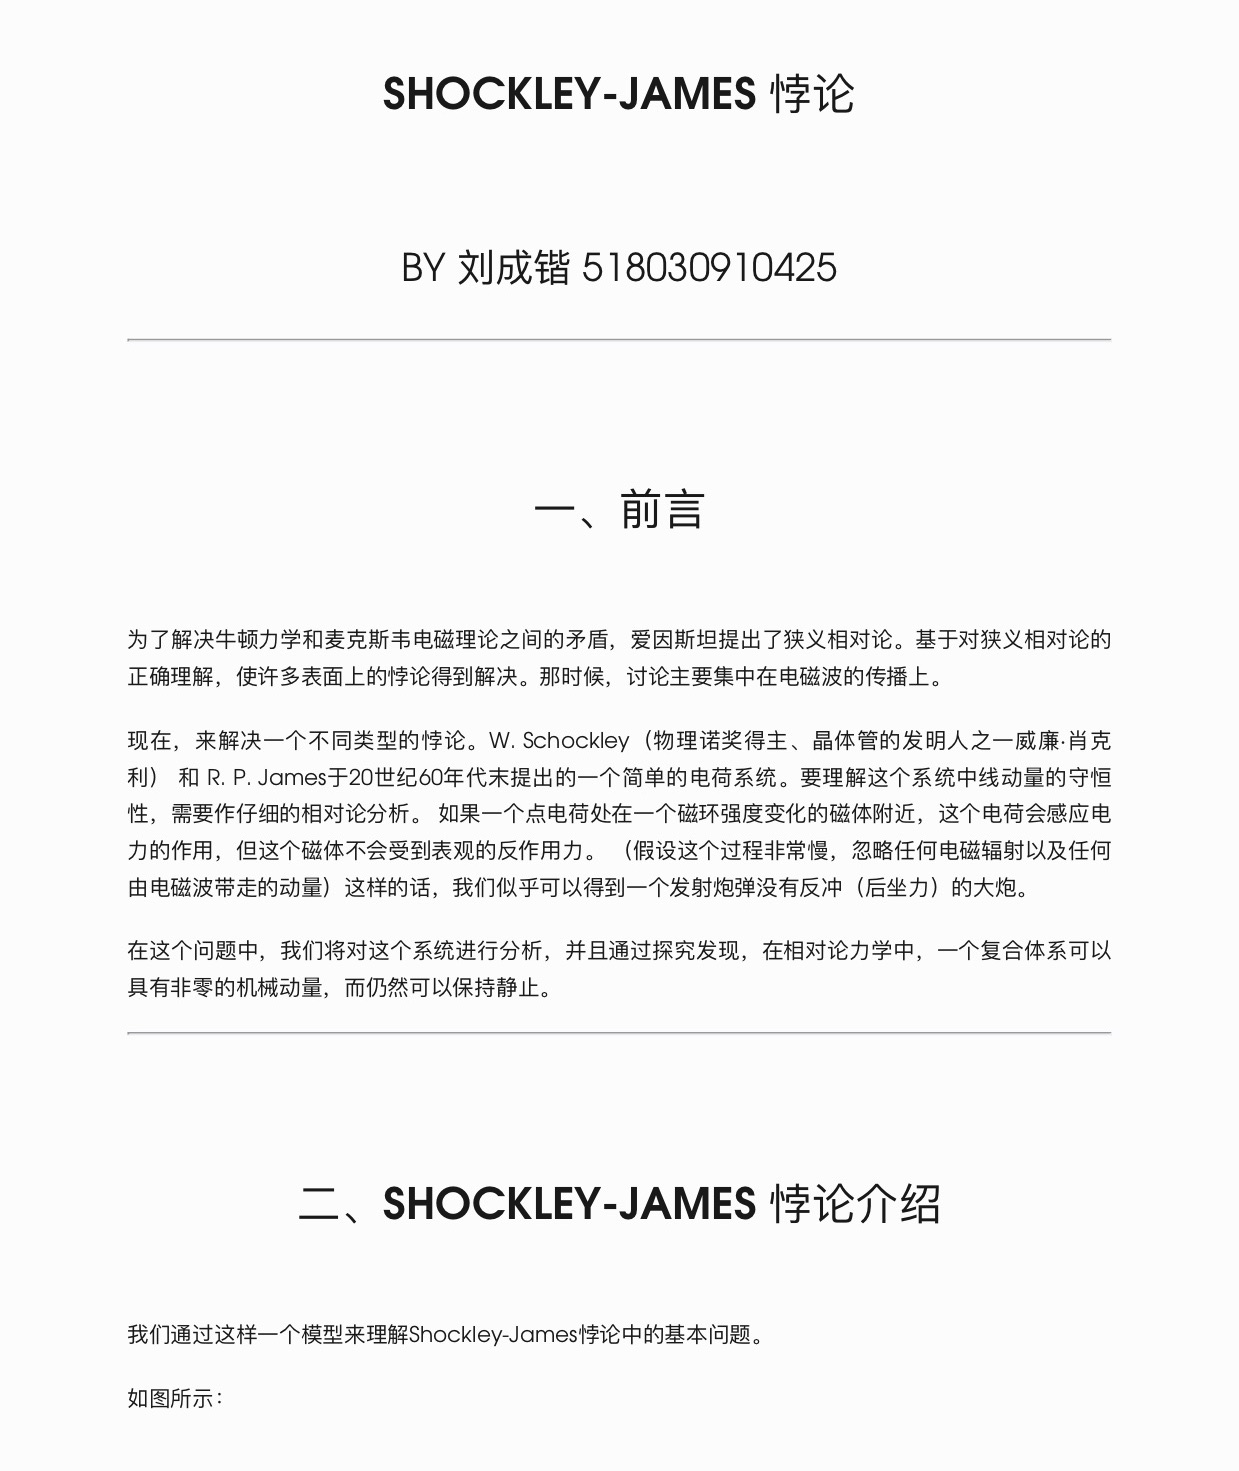 SHOCKLEY-JAMES 悖论
BY 刘成锴 518030910425
一、前言
为了解决牛顿力学和麦克斯韦电磁理论之间的矛盾，爱因斯坦提出了狭义相对论。基于对狭义相对论的
正确理解，使许多表面上的悖论得到解决。那时候，讨论主要集中在电磁波的传播上。
现在，来解决一个不同类型的悖论。W. Schockley（物理诺奖得主、晶体管的发明人之一威廉·肖克
利） 和 R. P. James于20世纪60年代末提出的一个简单的电荷系统。要理解这个系统中线动量的守恒
性，需要作仔细的相对论分析。 如果一个点电荷处在一个磁环强度变化的磁体附近，这个电荷会感应电
力的作用，但这个磁体不会受到表观的反作用力。 （假设这个过程非常慢，忽略任何电磁辐射以及任何
由电磁波带走的动量）这样的话，我们似乎可以得到一个发射炮弹没有反冲（后坐力）的大炮。
在这个问题中，我们将对这个系统进行分析，并且通过探究发现，在相对论力学中，一个复合体系可以
具有非零的机械动量，而仍然可以保持静止。
二、SHOCKLEY-JAMES 悖论介绍
我们通过这样一个模型来理解Shockley-James悖论中的基本问题。
如图所示：